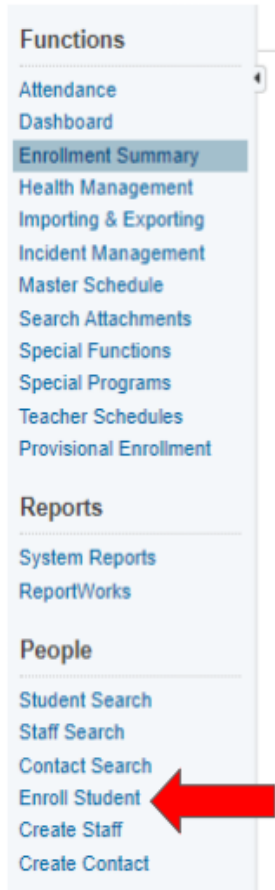 Functions
Attendance
Dashboard
Enrollment Summary
Health Management
Importing & Exporting
Incident Management
Master Schedule
Search Attachments
Special Functions
Special Programs
Teacher Schedules
Provisional Enrollment
Reports
System Reports
ReportWorks
People
Student Search
Staff Search
Contact Search
Enroll Student
Create Staff
Create Contact